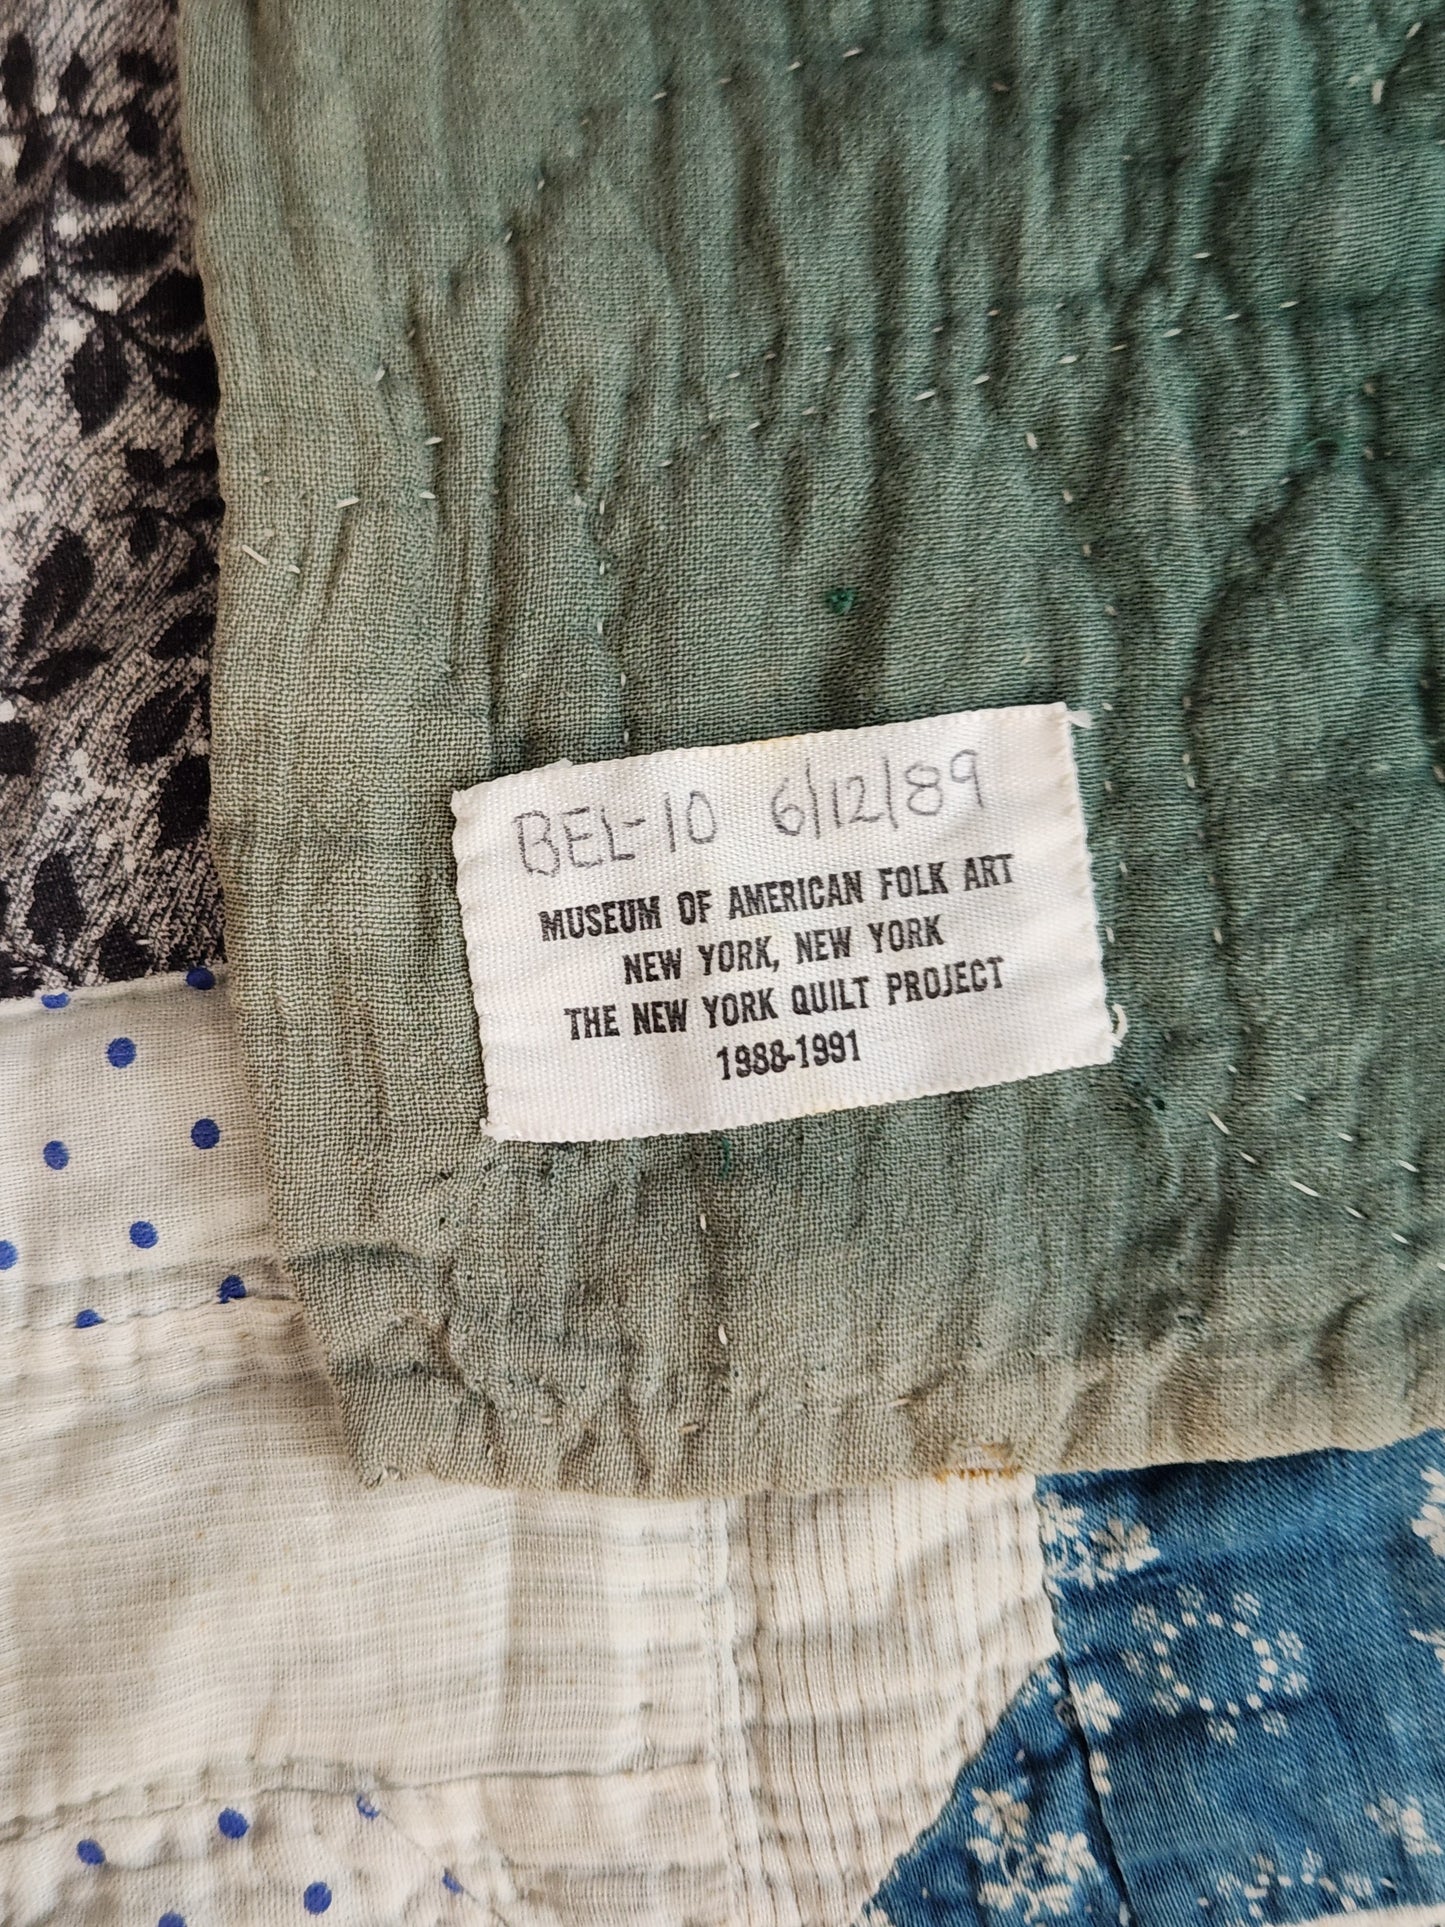 BEL-10 6/12/89
MUSEUM OF AMERICAN FOLK ART
NEW YORK, NEW YORK
THE NEW YORK QUILT PROJECT
1988-1991